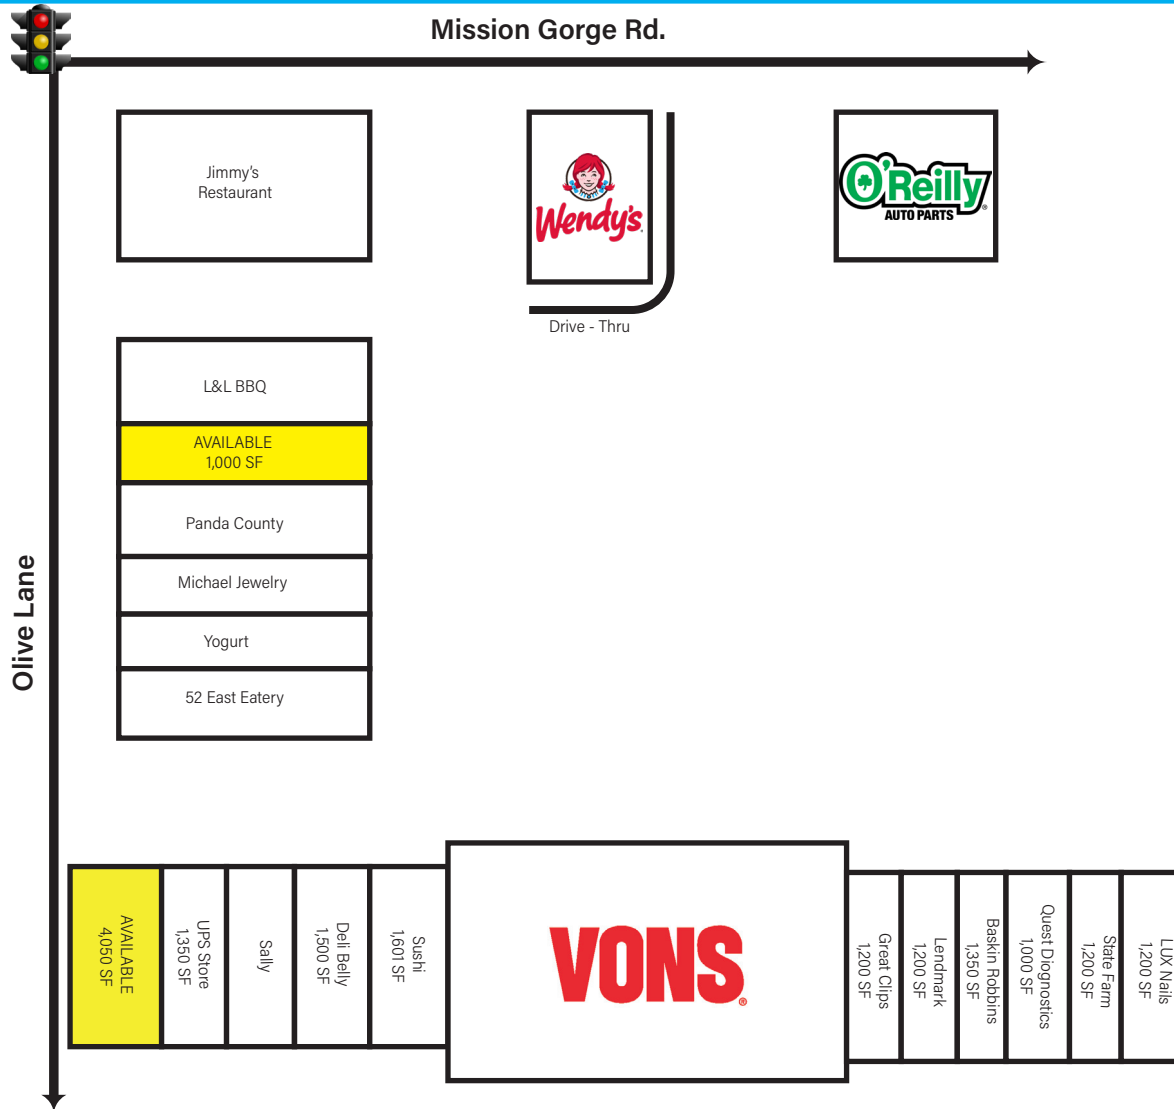 Mission Gorge Rd.
Jimmy's
Restaurant
Wendy's
O'Reilly
AUTO PARTS
®
Drive - Thru
L&L BBQ
AVAILABLE
1,000 SF
Panda County
Michael Jewelry
Yogurt
52 East Eatery
Olive Lane
AVAILABLE
4,050 SF
UPS Store
1,350 SF
Sally
Deli Belly
1,500 SF
Sushi
1,601 SF
VONS
®
Great Clips
1,200 SF
Lendmark
1,200 SF
Baskin Robbins
1,350 SF
Quest Diognostics
1,000 SF
State Farm
1,200 SF
LUX Nails
1,200 SF